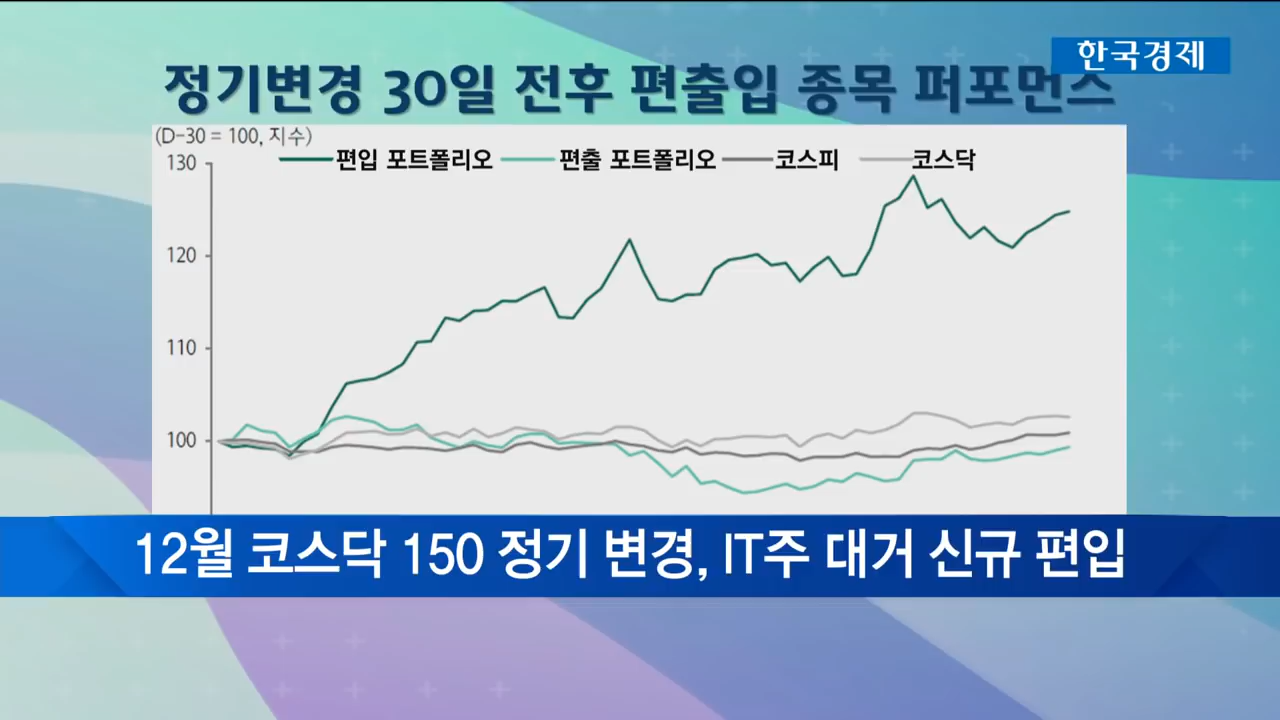 한국경제
정기변경 30일 전후 편출입 종목 퍼포먼스
(D-30 = 100, 지수)
편입 포트폴리오 편출 포트폴리오 코스피 코스닥
130
120
110
100
12월 코스닥 150 정기 변경, IT주 대거 신규 편입